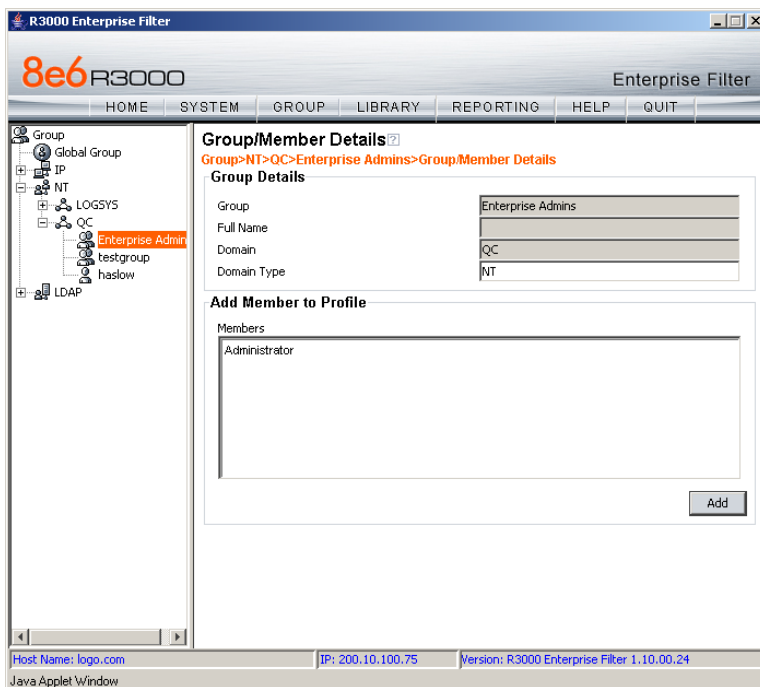 R3000 Enterprise Filter
8e6 R3000
Enterprise Filter
HOME SYSTEM GROUP LIBRARY REPORTING HELP QUIT
Group
Global Group
IP
NT
LOGSYS
QC
Enterprise Admin
testgroup
haslow
LDAP
Group/Member Details ?
Group>NT>QC>Enterprise Admins>Group/Member Details
Group Details
Group Enterprise Admins
Full Name
Domain QC
Domain Type NT
Add Member to Profile
Members
Administrator
Add
Host Name: logo.com IP: 200.10.100.75 Version: R3000 Enterprise Filter 1.10.00.24
Java Applet Window